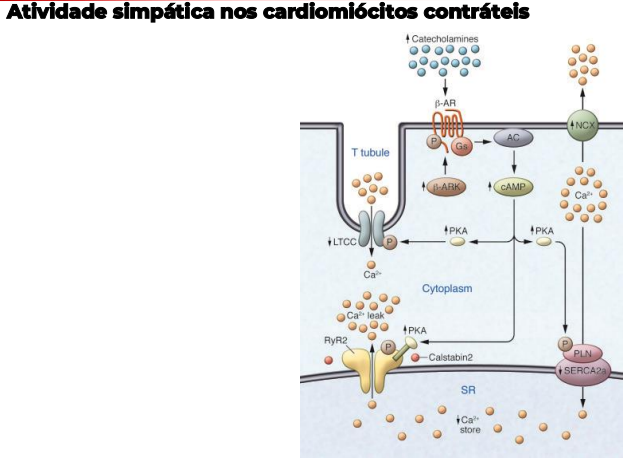 Atividade simpática nos cardiomiócitos contráteis
Catecholamines
β-AR
NCX
P
Gs
AC
T tubule
β-ARK
cAMP
Ca²⁺
LTCC
P
PKA
PKA
Ca²⁺
Cytoplasm
Ca²⁺ leak
PKA
RyR2
P
Calstabin2
P
PLN
SERCA2a
SR
Ca²⁺
store